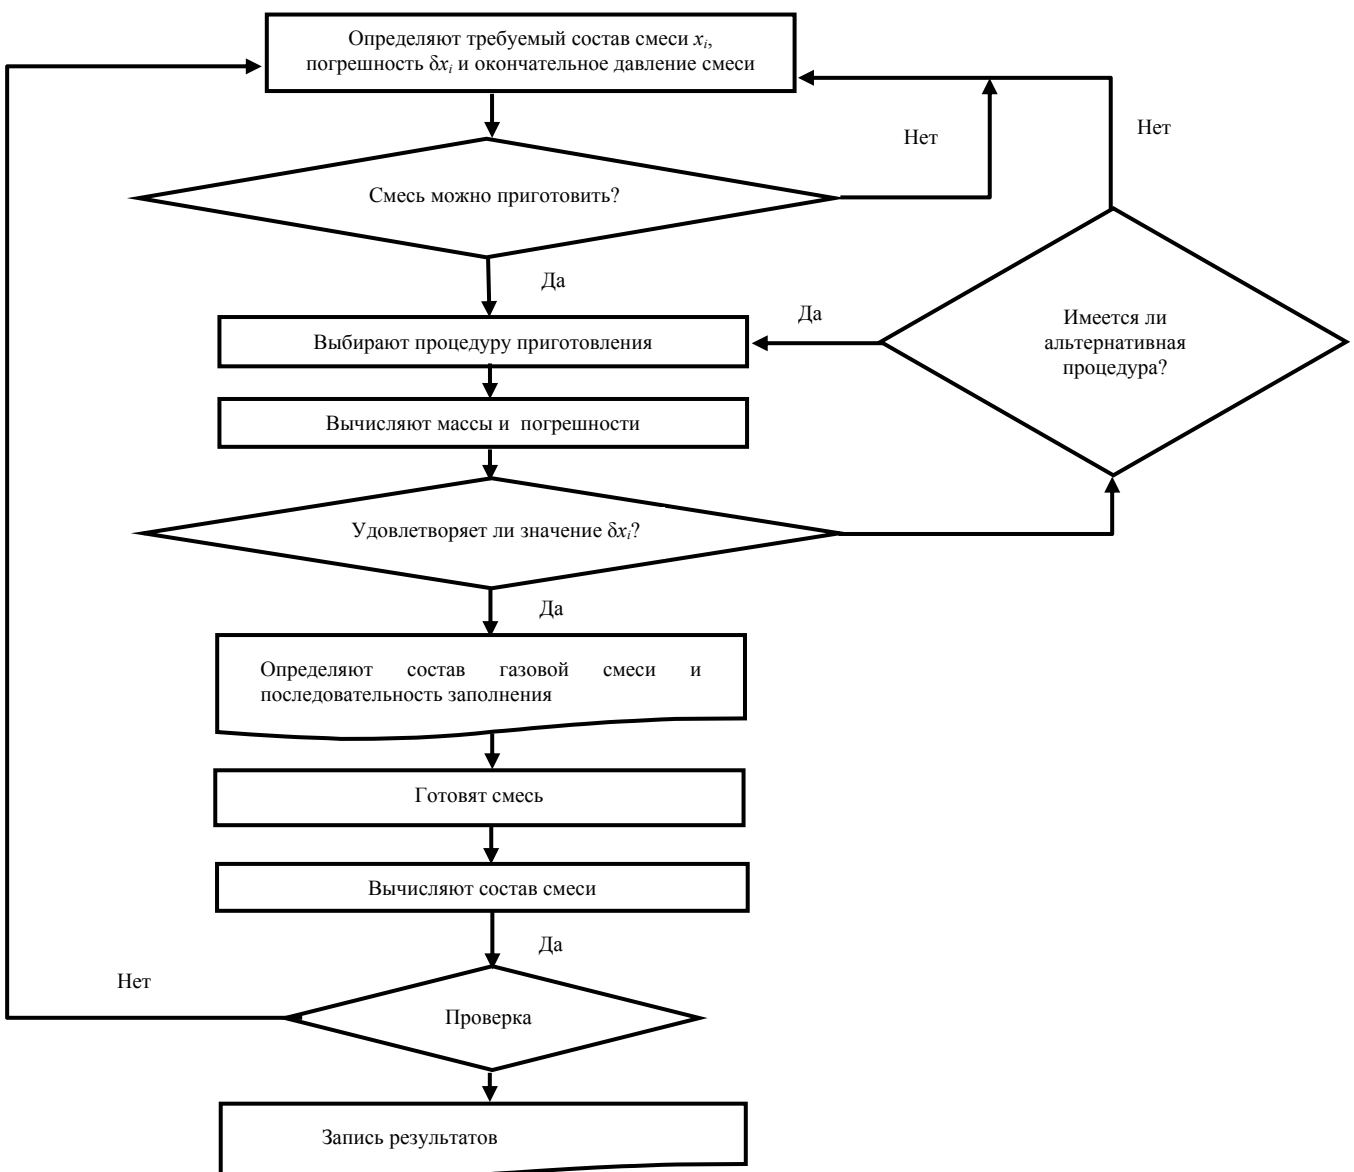 Определяют требуемый состав смеси xᵢ,
погрешность δxᵢ и окончательное давление смеси
Нет
Нет
Смесь можно приготовить?
Да
Да
Имеется ли
альтернативная
процедура?
Выбирают процедуру приготовления
Вычисляют массы и погрешности
Удовлетворяет ли значение δxᵢ?
Да
Определяют состав газовой смеси и
последовательность заполнения
Готовят смесь
Вычисляют состав смеси
Да
Нет
Проверка
Запись результатов